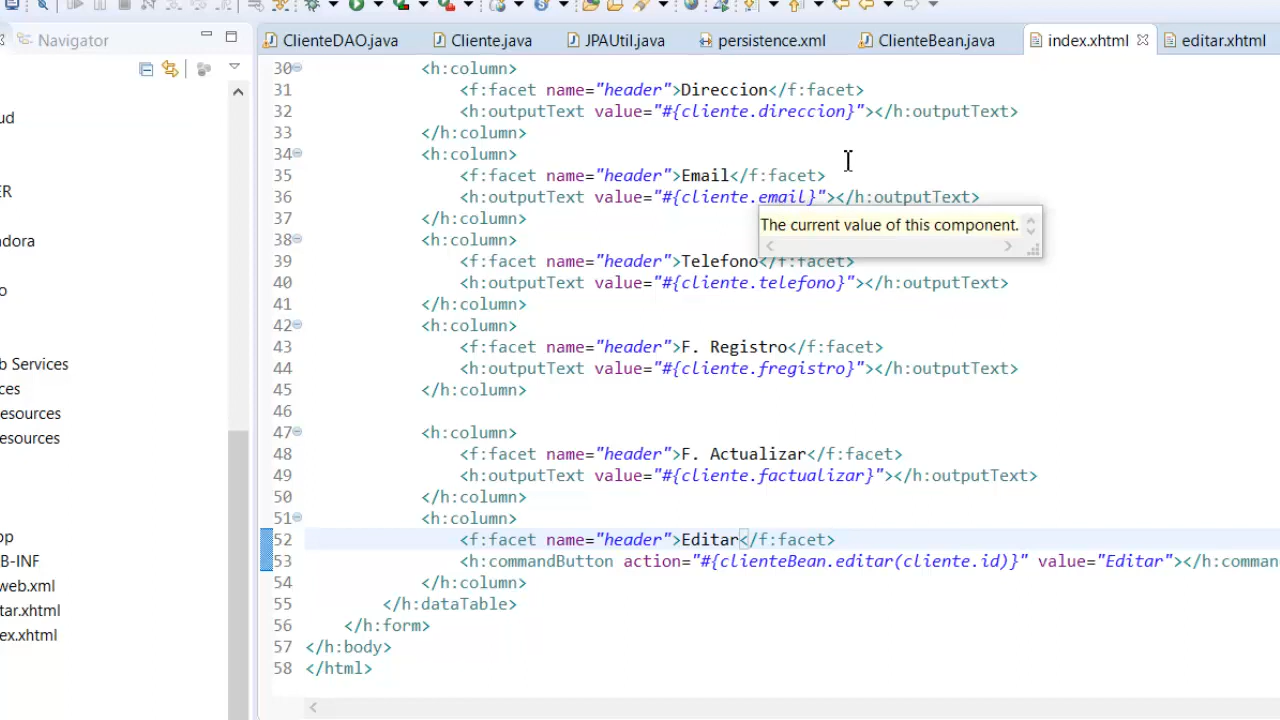 Navigator
ClienteDAO.java
Cliente.java
JPAUtil.java
persistence.xml
ClienteBean.java
index.xhtml
editar.xhtml
ud
ER
adora
o
b Services
ces
esources
esources
pp
B-INF
web.xml
tar.xhtml
ex.xhtml
30 <h:column>
31 <f:facet name="header">Direccion</f:facet>
32 <h:outputText value="#{cliente.direccion}"></h:outputText>
33 </h:column>
34 <h:column>
35 <f:facet name="header">Email</f:facet>
36 <h:outputText value="#{cliente.email}"></h:outputText>
The current value of this component.
37 </h:column>
38 <h:column>
39 <f:facet name="header">Telefono</f:facet>
40 <h:outputText value="#{cliente.telefono}"></h:outputText>
41 </h:column>
42 <h:column>
43 <f:facet name="header">F. Registro</f:facet>
44 <h:outputText value="#{cliente.fregistro}"></h:outputText>
45 </h:column>
46
47 <h:column>
48 <f:facet name="header">F. Actualizar</f:facet>
49 <h:outputText value="#{cliente.factualizar}"></h:outputText>
50 </h:column>
51 <h:column>
52 <f:facet name="header">Editar</f:facet>
53 <h:commandButton action="#{clienteBean.editar(cliente.id)}" value="Editar"></h:comman
54 </h:column>
55 </h:dataTable>
56 </h:form>
57 </h:body>
58 </html>